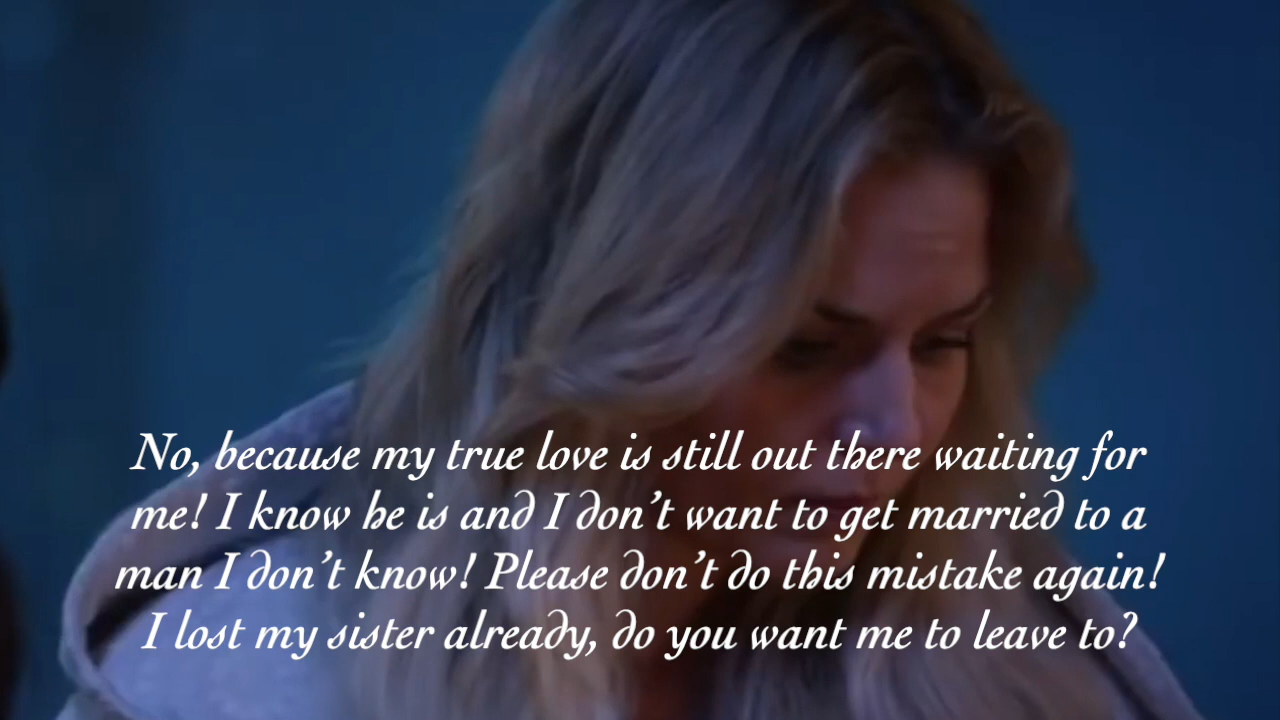 No, because my true love is still out there waiting for
me! I know he is and I don't want to get married to a
man I don't know! Please don't do this mistake again!
I lost my sister already, do you want me to leave to?